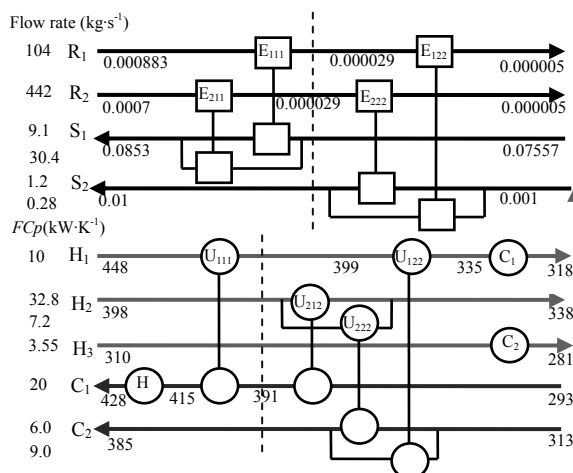 Flow rate (kg·s⁻¹)
104 R₁ E₁₁₁ E₁₂₂
0.000883 0.000029 0.000005
442 R₂ E₂₁₁ E₂₂₂
0.0007 0.000029 0.000005
9.1 S₁
0.0853 0.07557
30.4
1.2 S₂
0.28 0.01 0.001
FCp(kW·K⁻¹)
10 H₁ U₁₁₁ U₁₂₂ C₁
448 399 335 318
32.8 H₂ U₂₁₂
7.2 398 U₂₂₂ 338
3.55 H₃ C₂
310 281
20 C₁ H
428 415 391 293
6.0 C₂
9.0 385 313